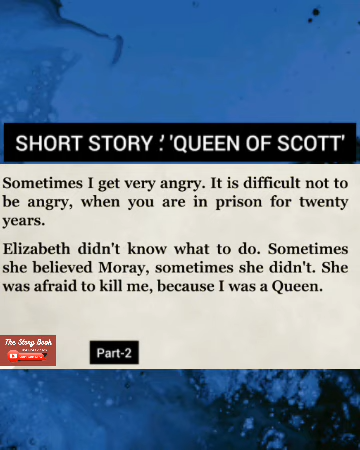 SHORT STORY : 'QUEEN OF SCOTT'
Sometimes I get very angry. It is difficult not to
be angry, when you are in prison for twenty
years.
Elizabeth didn't know what to do. Sometimes
she believed Moray, sometimes she didn't. She
was afraid to kill me, because I was a Queen.
The Story Book
Part-2